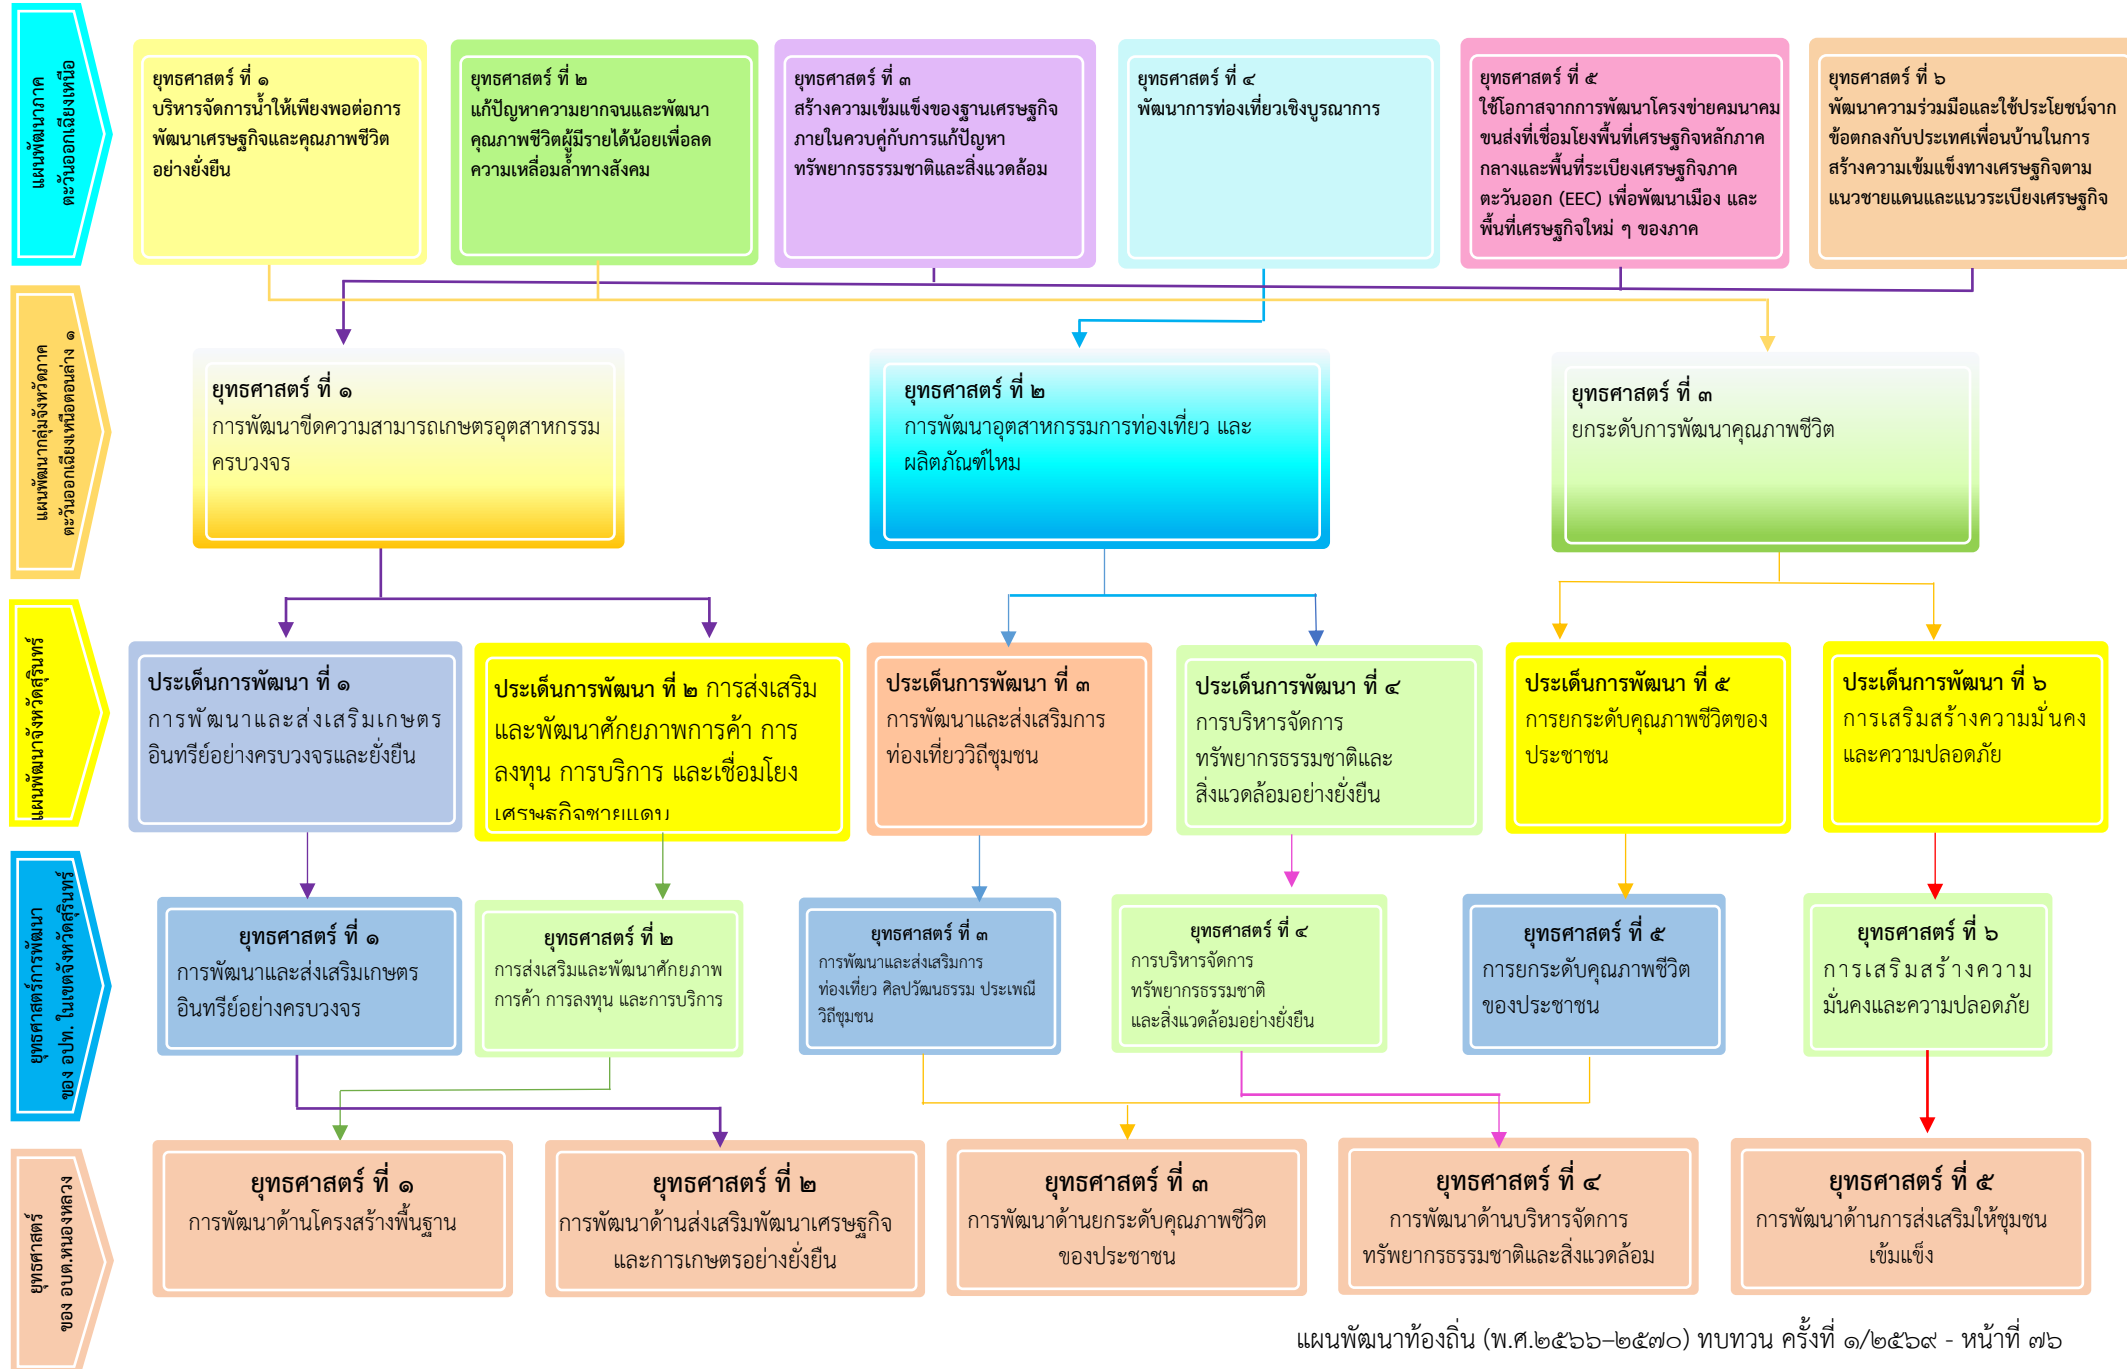 แผนพัฒนาภาค
ตะวันออกเฉียงเหนือ
ยุทธศาสตร์ ที่ ๑
บริหารจัดการน้ำให้เพียงพอต่อการ
พัฒนาเศรษฐกิจและคุณภาพชีวิต
อย่างยั่งยืน
ยุทธศาสตร์ ที่ ๒
แก้ปัญหาความยากจนและพัฒนา
คุณภาพชีวิตผู้มีรายได้น้อยเพื่อลด
ความเหลื่อมล้ำทางสังคม
ยุทธศาสตร์ ที่ ๓
สร้างความเข้มแข็งของฐานเศรษฐกิจ
ภายในควบคู่กับการแก้ปัญหา
ทรัพยากรธรรมชาติและสิ่งแวดล้อม
ยุทธศาสตร์ ที่ ๔
พัฒนาการท่องเที่ยวเชิงบูรณาการ
ยุทธศาสตร์ ที่ ๕
ใช้โอกาสจากการพัฒนาโครงข่ายคมนาคม
ขนส่งที่เชื่อมโยงพื้นที่เศรษฐกิจหลักภาค
กลางและพื้นที่ระเบียงเศรษฐกิจภาค
ตะวันออก (EEC) เพื่อพัฒนาเมือง และ
พื้นที่เศรษฐกิจใหม่ ๆ ของภาค
ยุทธศาสตร์ ที่ ๖
พัฒนาความร่วมมือและใช้ประโยชน์จาก
ข้อตกลงกับประเทศเพื่อนบ้านในการ
สร้างความเข้มแข็งทางเศรษฐกิจตาม
แนวชายแดนและแนวระเบียงเศรษฐกิจ
แผนพัฒนากลุ่มจังหวัดภาค
ตะวันออกเฉียงเหนือตอนล่าง ๑
ยุทธศาสตร์ ที่ ๑
การพัฒนาขีดความสามารถเกษตรอุตสาหกรรม
ครบวงจร
ยุทธศาสตร์ ที่ ๒
การพัฒนาอุตสาหกรรมการท่องเที่ยว และ
ผลิตภัณฑ์ไหม
ยุทธศาสตร์ ที่ ๓
ยกระดับการพัฒนาคุณภาพชีวิต
แผนพัฒนาจังหวัดสุรินทร์
ประเด็นการพัฒนา ที่ ๑
การพัฒนาและส่งเสริมเกษตร
อินทรีย์อย่างครบวงจรและยั่งยืน
ประเด็นการพัฒนา ที่ ๒ การส่งเสริม
และพัฒนาศักยภาพการค้า การ
ลงทุน การบริการ และเชื่อมโยง
เศรษฐกิจชายแดน
ประเด็นการพัฒนา ที่ ๓
การพัฒนาและส่งเสริมการ
ท่องเที่ยววิถีชุมชน
ประเด็นการพัฒนา ที่ ๔
การบริหารจัดการ
ทรัพยากรธรรมชาติและ
สิ่งแวดล้อมอย่างยั่งยืน
ประเด็นการพัฒนา ที่ ๕
การยกระดับคุณภาพชีวิตของ
ประชาชน
ประเด็นการพัฒนา ที่ ๖
การเสริมสร้างความมั่นคง
และความปลอดภัย
ยุทธศาสตร์การพัฒนา
ของ อปท. ในเขตจังหวัดสุรินทร์
ยุทธศาสตร์ ที่ ๑
การพัฒนาและส่งเสริมเกษตร
อินทรีย์อย่างครบวงจร
ยุทธศาสตร์ ที่ ๒
การส่งเสริมและพัฒนาศักยภาพ
การค้า การลงทุน และการบริการ
ยุทธศาสตร์ ที่ ๓
การพัฒนาและส่งเสริมการ
ท่องเที่ยว ศิลปวัฒนธรรม ประเพณี
วิถีชุมชน
ยุทธศาสตร์ ที่ ๔
การบริหารจัดการ
ทรัพยากรธรรมชาติ
และสิ่งแวดล้อมอย่างยั่งยืน
ยุทธศาสตร์ ที่ ๕
การยกระดับคุณภาพชีวิต
ของประชาชน
ยุทธศาสตร์ ที่ ๖
การเสริมสร้างความ
มั่นคงและความปลอดภัย
ยุทธศาสตร์
ของ อบต.หนองหลวง
ยุทธศาสตร์ ที่ ๑
การพัฒนาด้านโครงสร้างพื้นฐาน
ยุทธศาสตร์ ที่ ๒
การพัฒนาด้านส่งเสริมพัฒนาเศรษฐกิจ
และการเกษตรอย่างยั่งยืน
ยุทธศาสตร์ ที่ ๓
การพัฒนาด้านยกระดับคุณภาพชีวิต
ของประชาชน
ยุทธศาสตร์ ที่ ๔
การพัฒนาด้านบริหารจัดการ
ทรัพยากรธรรมชาติและสิ่งแวดล้อม
ยุทธศาสตร์ ที่ ๕
การพัฒนาด้านการส่งเสริมให้ชุมชน
เข้มแข็ง
แผนพัฒนาท้องถิ่น (พ.ศ.๒๕๖๖–๒๕๗๐) ทบทวน ครั้งที่ ๑/๒๕๖๙ - หน้าที่ ๗๖